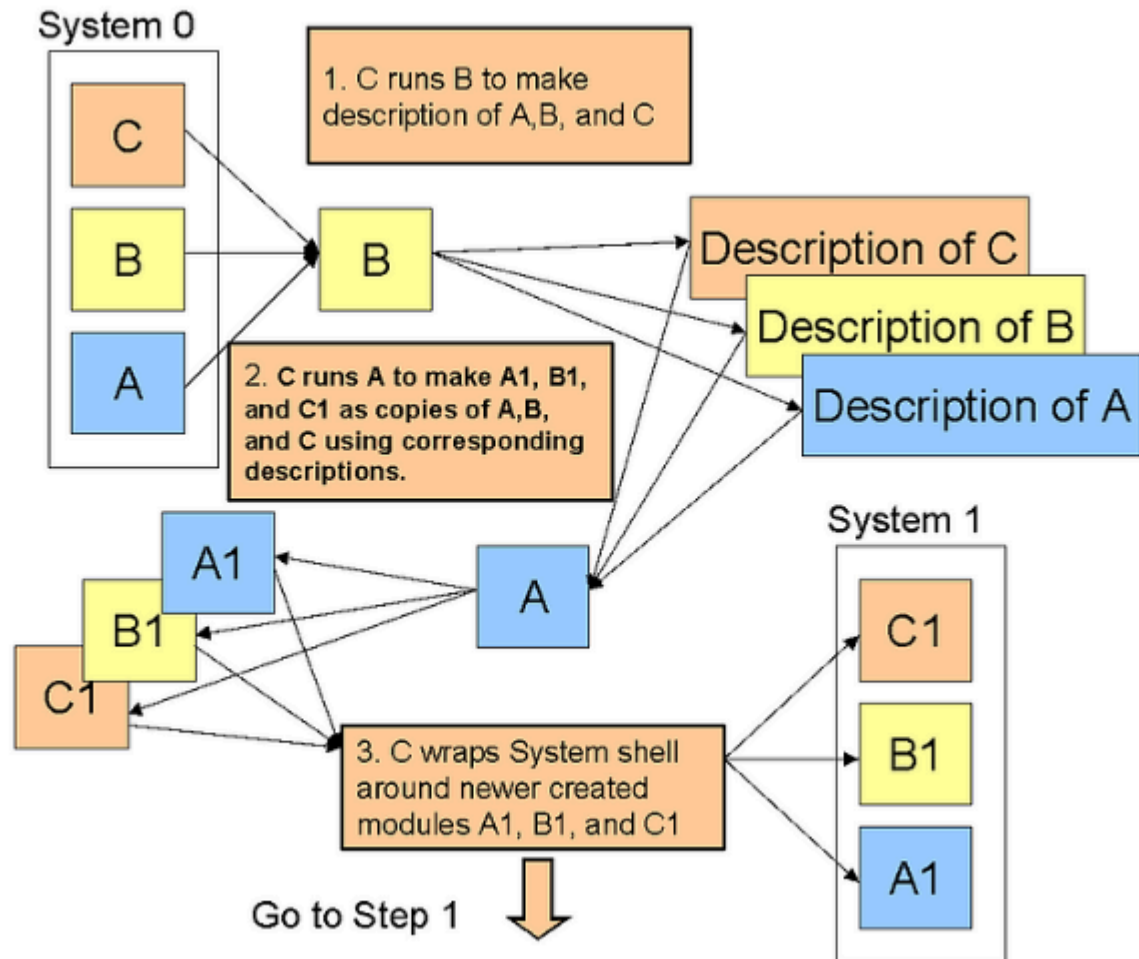 System 0
C
B
A
1. C runs B to make
description of A,B, and C
B
Description of C
Description of B
Description of A
2. C runs A to make A1, B1,
and C1 as copies of A,B,
and C using corresponding
descriptions.
A1
B1
C1
A
System 1
C1
B1
A1
3. C wraps System shell
around newer created
modules A1, B1, and C1
Go to Step 1